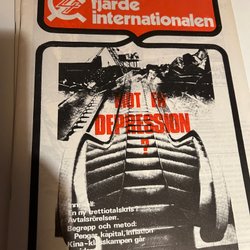 fjärde
internationalen
MOT EN
DEPRESSION
?
Innehåll:
En ny trettiotalskris?
Avtalsrörelsen.
Begrepp och metod:
Pengar, kapital, inflation
Kina - klasskampen går